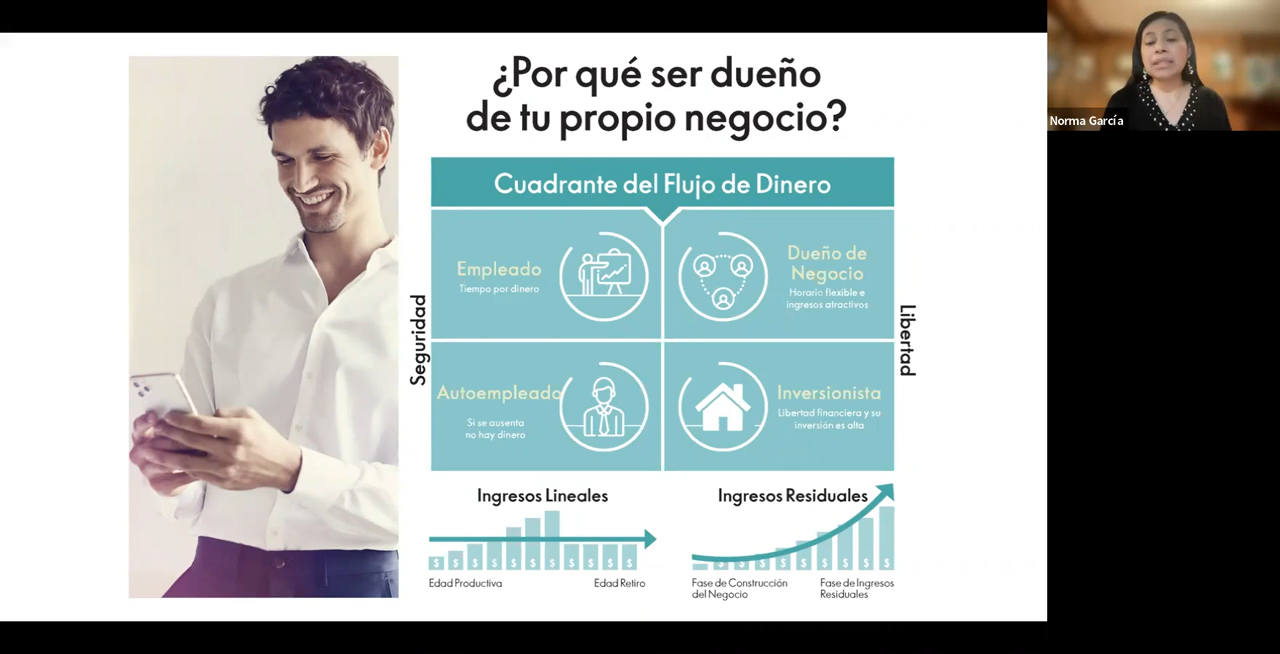 ¿Por qué ser dueño
de tu propio negocio?
Norma García
Cuadrante del Flujo de Dinero
Seguridad
Empleado
Tiempo por dinero
Dueño de
Negocio
Horario flexible e
ingresos atractivos
Libertad
Autoempleado
Si se ausenta
no hay dinero
Inversionista
Libertad financiera y su
inversión es alta
Ingresos Lineales
$ $ $ $ $ $ $ $ $ $ $
Edad Productiva
Edad Retiro
Ingresos Residuales
$ $ $ $ $ $ $ $ $ $
Fase de Construcción
del Negocio
Fase de Ingresos
Residuales